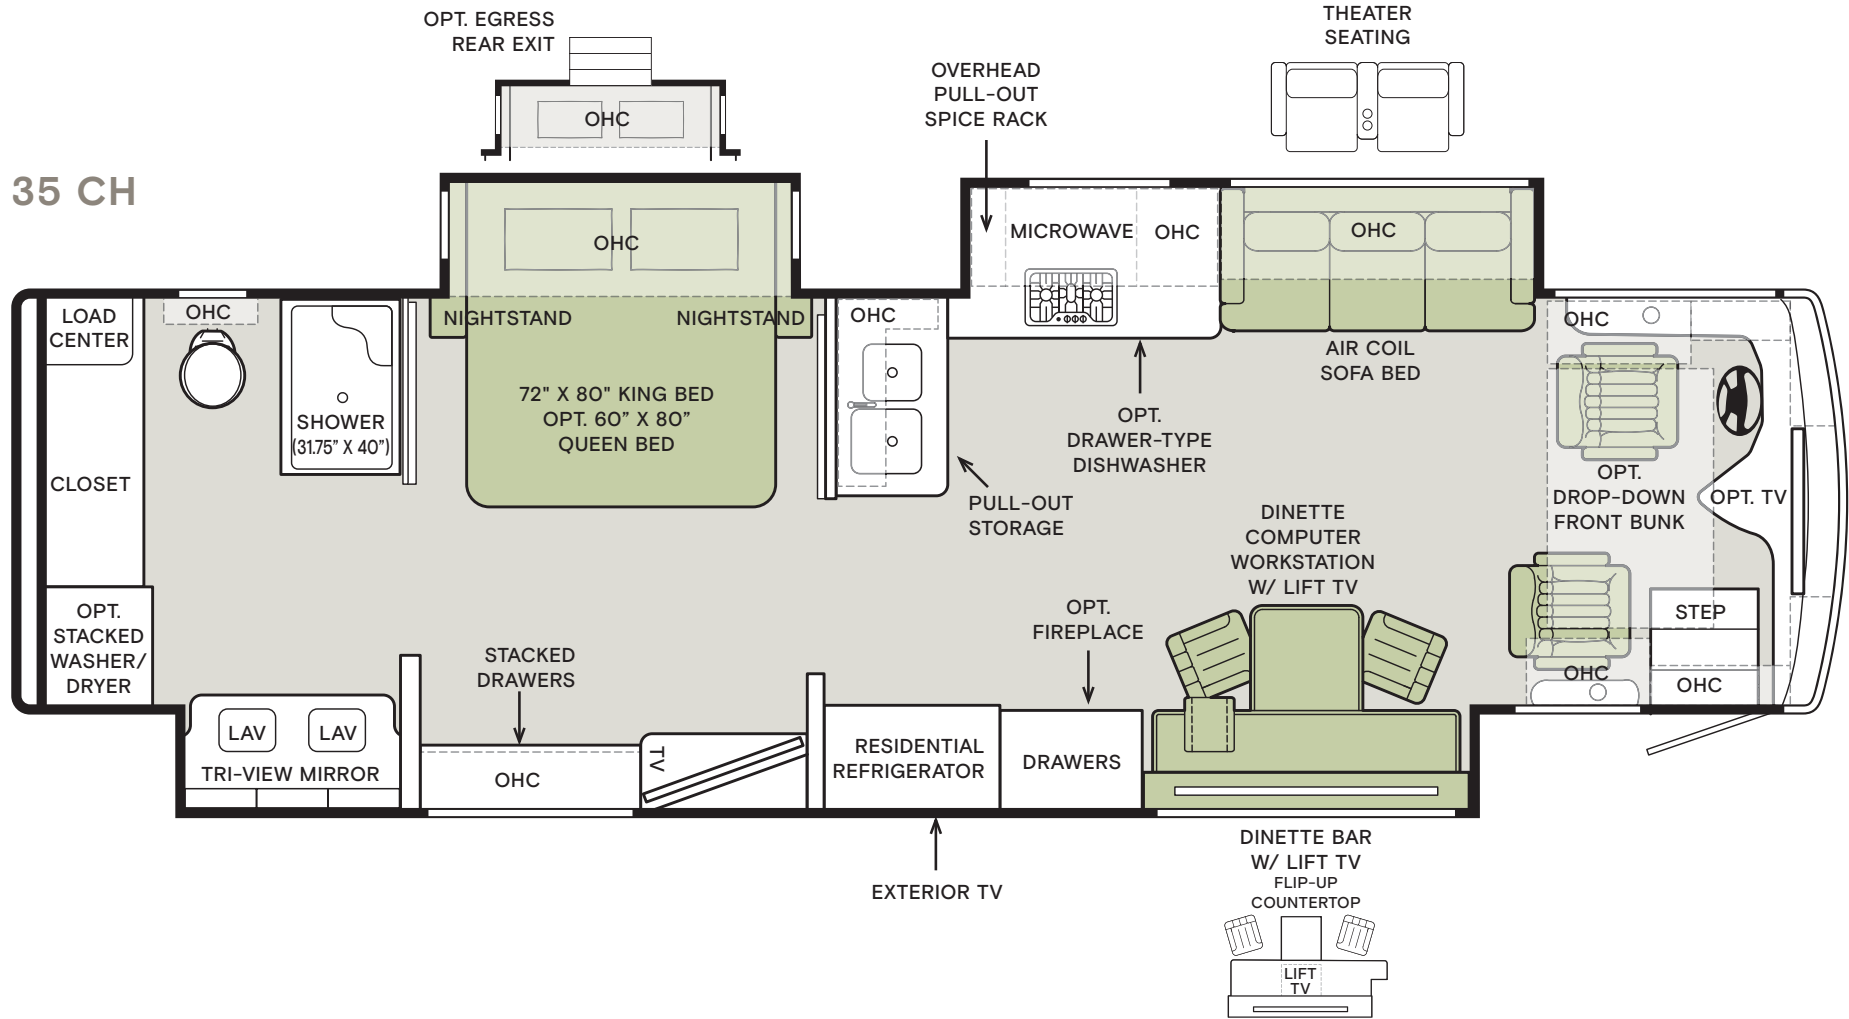 OPT. EGRESS
REAR EXIT
OHC
THEATER
SEATING
OVERHEAD
PULL-OUT
SPICE RACK
35 CH
OHC
MICROWAVE
OHC
OHC
LOAD
CENTER
OHC
NIGHTSTAND
NIGHTSTAND
OHC
OHC
AIR COIL
SOFA BED
72" X 80" KING BED
OPT. 60” X 80”
QUEEN BED
SHOWER
(31.75” X 40”)
OPT.
DRAWER-TYPE
DISHWASHER
CLOSET
PULL-OUT
STORAGE
OPT.
DROP-DOWN
FRONT BUNK
OPT. TV
DINETTE
COMPUTER
WORKSTATION
W/ LIFT TV
OPT.
STACKED
WASHER/
DRYER
OPT.
FIREPLACE
STEP
STACKED
DRAWERS
OHC
OHC
LAV
LAV
TRI-VIEW MIRROR
OHC
TV
RESIDENTIAL
REFRIGERATOR
DRAWERS
EXTERIOR TV
DINETTE BAR
W/ LIFT TV
FLIP-UP
COUNTERTOP
LIFT
TV